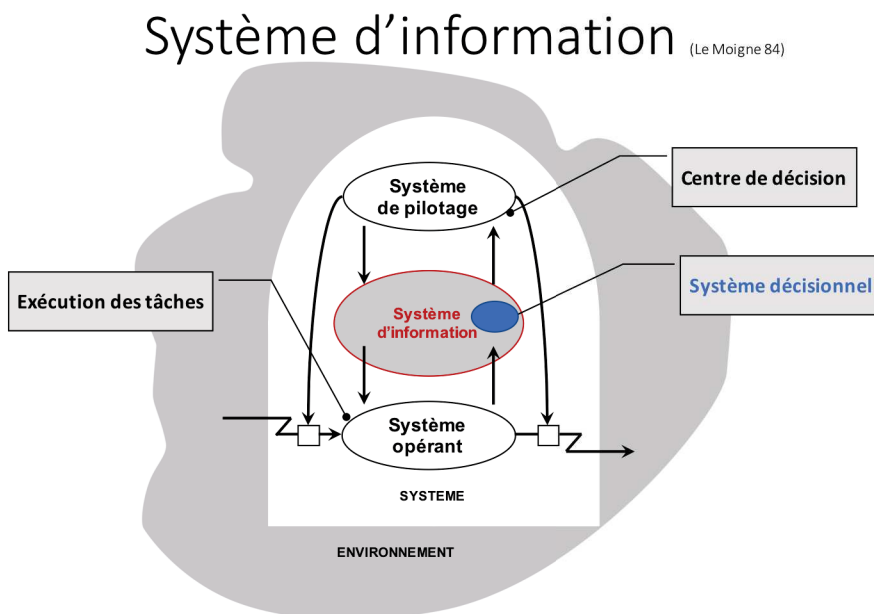 Système d'information (Le Moigne 84)
Système
de pilotage
Centre de décision
Système décisionnel
Exécution des tâches
Système
d'information
Système
opérant
SYSTEME
ENVIRONNEMENT